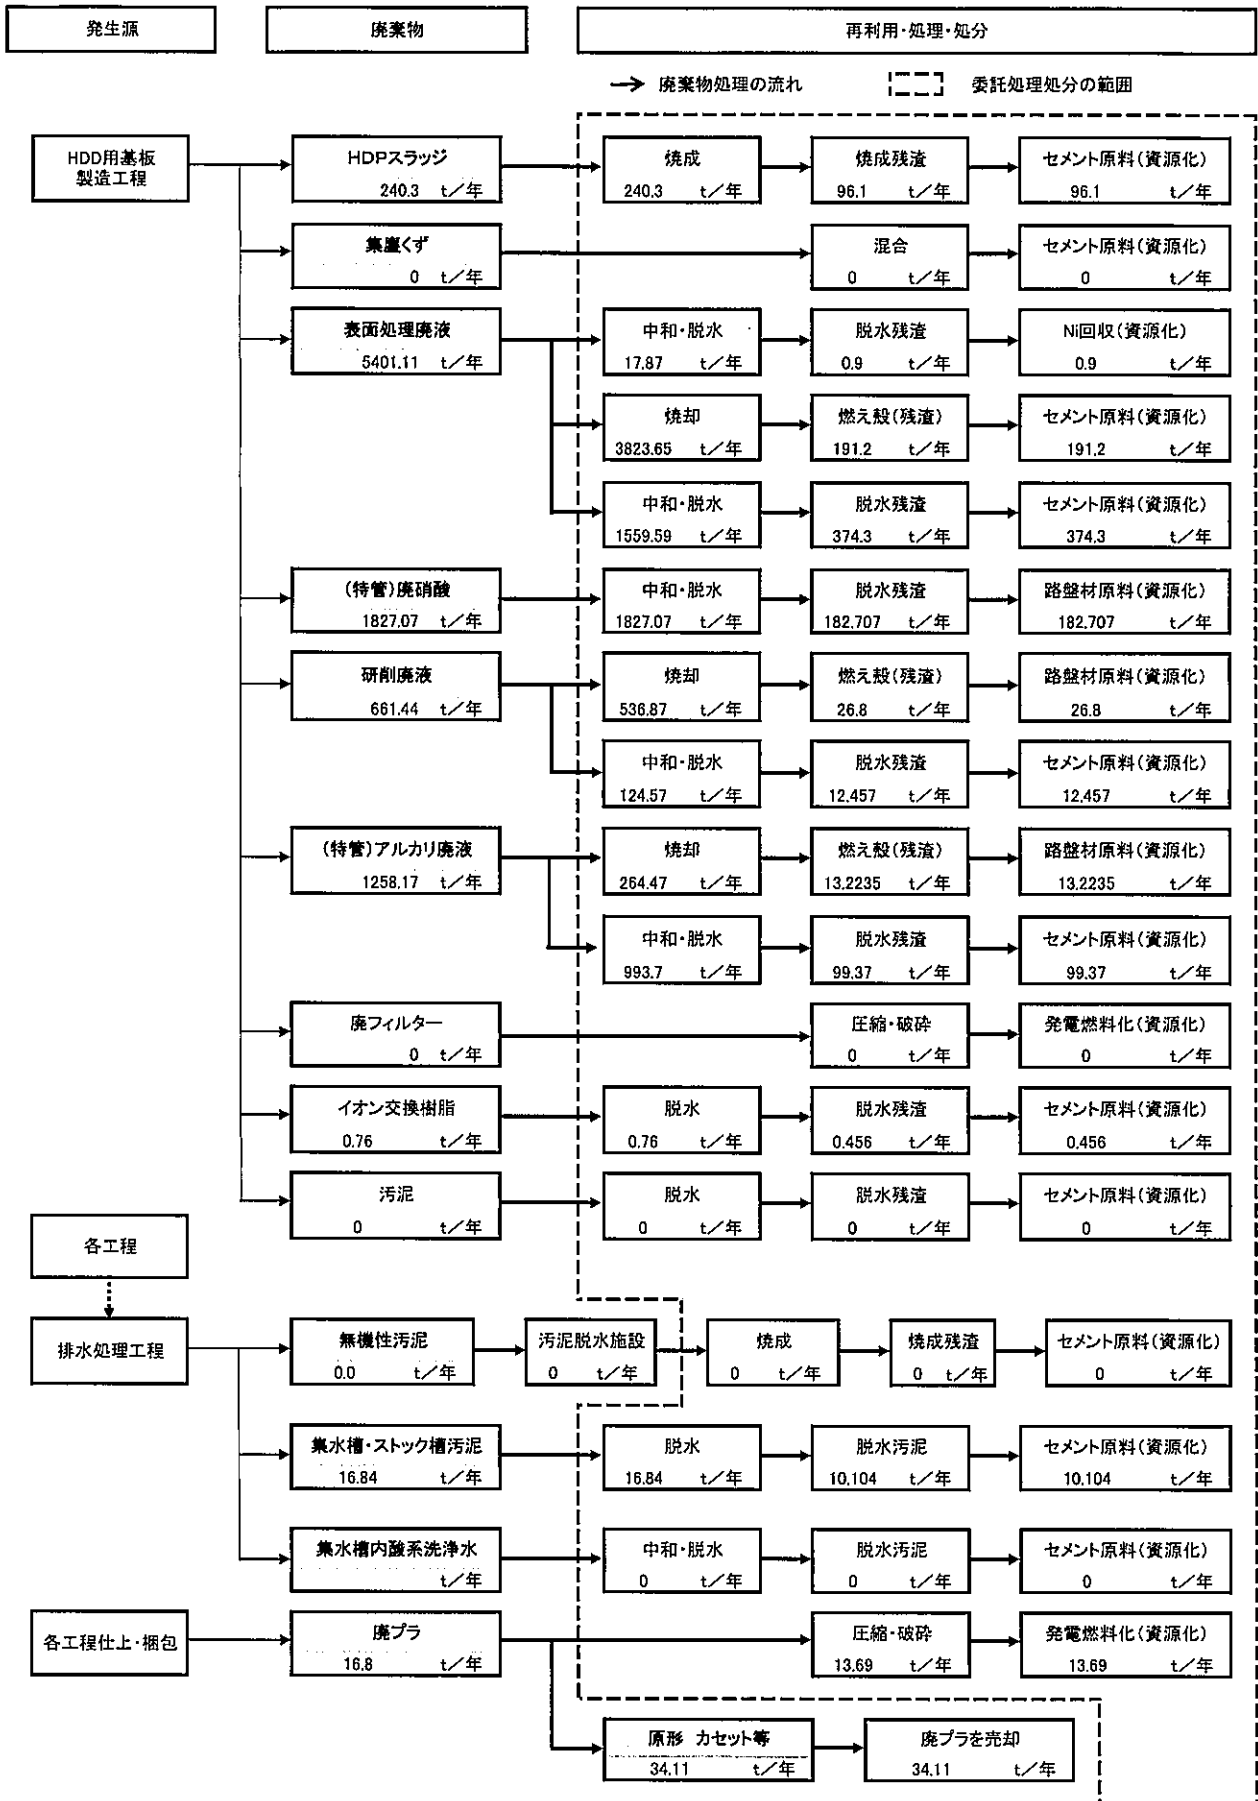 発生源
廃棄物
再利用・処理・処分
廃棄物処理の流れ
委託処理処分の範囲
HDD用基板
製造工程
HDPスラッジ
240.3 t／年
焼成
240.3 t／年
焼成残渣
96.1 t／年
セメント原料(資源化)
96.1 t／年
集塵くず
0 t／年
混合
0 t／年
セメント原料(資源化)
0 t／年
表面処理廃液
5401.11 t／年
中和・脱水
17.87 t／年
脱水残渣
0.9 t／年
Ni回収(資源化)
0.9 t／年
焼却
3823.65 t／年
燃え殻(残渣)
191.2 t／年
セメント原料(資源化)
191.2 t／年
中和・脱水
1559.59 t／年
脱水残渣
374.3 t／年
セメント原料(資源化)
374.3 t／年
(特管)廃硝酸
1827.07 t／年
中和・脱水
1827.07 t／年
脱水残渣
182.707 t／年
路盤材原料(資源化)
182.707 t／年
研削廃液
661.44 t／年
焼却
536.87 t／年
燃え殻(残渣)
26.8 t／年
路盤材原料(資源化)
26.8 t／年
中和・脱水
124.57 t／年
脱水残渣
12.457 t／年
セメント原料(資源化)
12.457 t／年
(特管)アルカリ廃液
1258.17 t／年
焼却
264.47 t／年
燃え殻(残渣)
13.2235 t／年
路盤材原料(資源化)
13.2235 t／年
中和・脱水
993.7 t／年
脱水残渣
99.37 t／年
セメント原料(資源化)
99.37 t／年
廃フィルター
0 t／年
圧縮・破砕
0 t／年
発電燃料化(資源化)
0 t／年
イオン交換樹脂
0.76 t／年
脱水
0.76 t／年
脱水残渣
0.456 t／年
セメント原料(資源化)
0.456 t／年
汚泥
0 t／年
脱水
0 t／年
脱水残渣
0 t／年
セメント原料(資源化)
0 t／年
各工程
排水処理工程
無機性汚泥
0.0 t／年
汚泥脱水施設
0 t／年
焼成
0 t／年
焼成残渣
0 t／年
セメント原料(資源化)
0 t／年
集水槽・ストック槽汚泥
16.84 t／年
脱水
16.84 t／年
脱水汚泥
10.104 t／年
セメント原料(資源化)
10.104 t／年
集水槽内酸系洗浄水
t／年
中和・脱水
0 t／年
脱水汚泥
0 t／年
セメント原料(資源化)
0 t／年
各工程仕上・梱包
廃プラ
16.8 t／年
圧縮・破砕
13.69 t／年
発電燃料化(資源化)
13.69 t／年
原形 カセット等
34.11 t／年
廃プラを売却
34.11 t／年